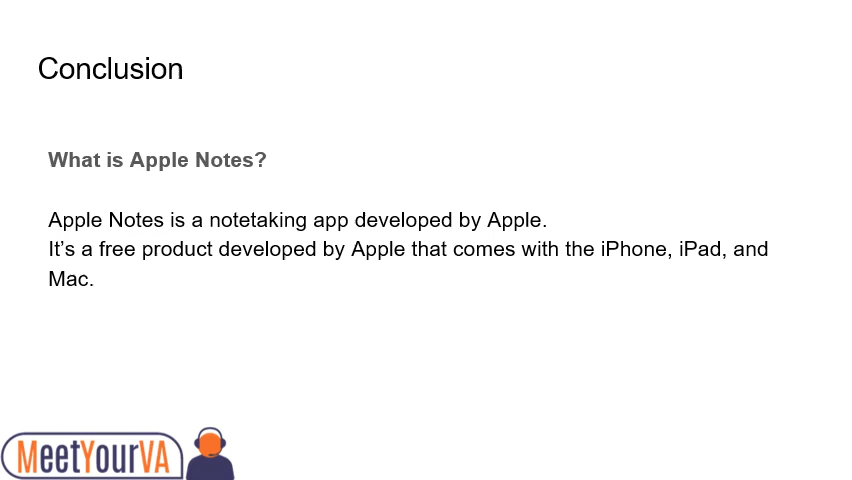 Conclusion
What is Apple Notes?
Apple Notes is a notetaking app developed by Apple.
It’s a free product developed by Apple that comes with the iPhone, iPad, and
Mac.
MeetYourVA